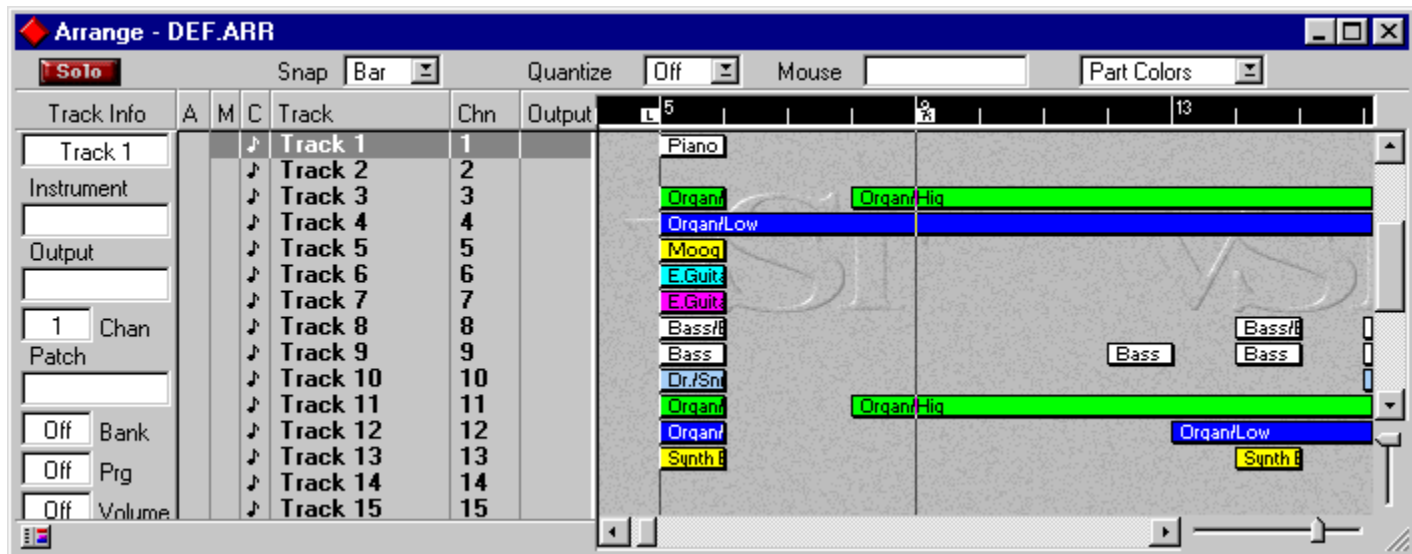 Arrange - DEF.ARR
Solo Snap Bar Quantize Off Mouse Part Colors
Track Info A M C Track Chn Output L 5 9 R 13
Track 1 Track 1 1 Piano
Track 2 2
Instrument Track 3 3 Organ/ Organ/Hig
Track 4 4 Organ/Low
Output Track 5 5 Moog
Track 6 6 E.Guita
Track 7 7 E.Guita
1 Chan Track 8 8 Bass/E Bass/E
Patch Track 9 9 Bass Bass Bass
Track 10 10 Dr./Sn
Track 11 11 Organ/ Organ/Hig
Off Bank Track 12 12 Organ/ Organ/Low
Track 13 13 Synth B Synth B
Off Prg Track 14 14
Off Volume Track 15 15